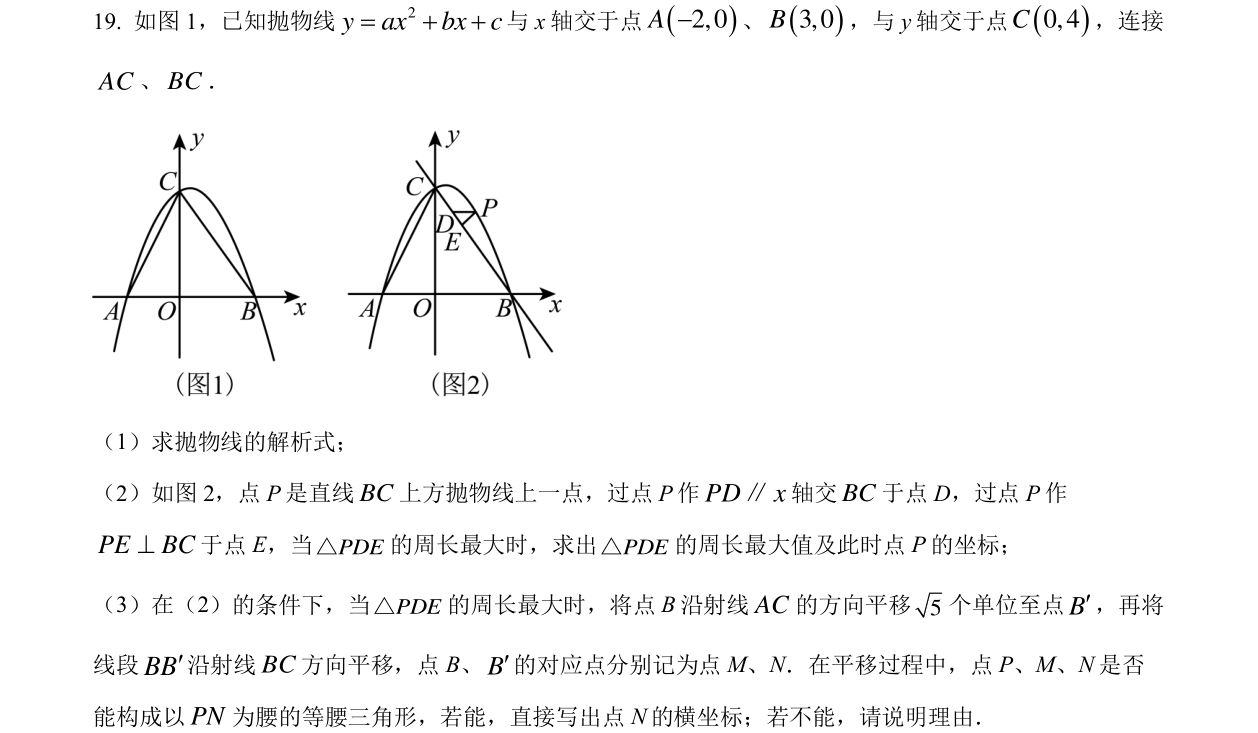 19. 如图 1，已知抛物线 y = ax² + bx + c 与 x 轴交于点 A(−2,0)、B(3,0)，与 y 轴交于点 C(0,4)，连接
AC、BC．
y
C
A
O
B
x
（图1）
y
C
P
D
E
A
O
B
x
（图2）
（1）求抛物线的解析式；
（2）如图 2，点 P 是直线 BC 上方抛物线上一点，过点 P 作 PD ∥ x 轴交 BC 于点 D，过点 P 作
PE ⊥ BC 于点 E，当△PDE 的周长最大时，求出△PDE 的周长最大值及此时点 P 的坐标；
（3）在（2）的条件下，当△PDE 的周长最大时，将点 B 沿射线 AC 的方向平移 √5 个单位至点 B′，再将
线段 BB′ 沿射线 BC 方向平移，点 B、B′ 的对应点分别记为点 M、N．在平移过程中，点 P、M、N 是否
能构成以 PN 为腰的等腰三角形，若能，直接写出点 N 的横坐标；若不能，请说明理由．